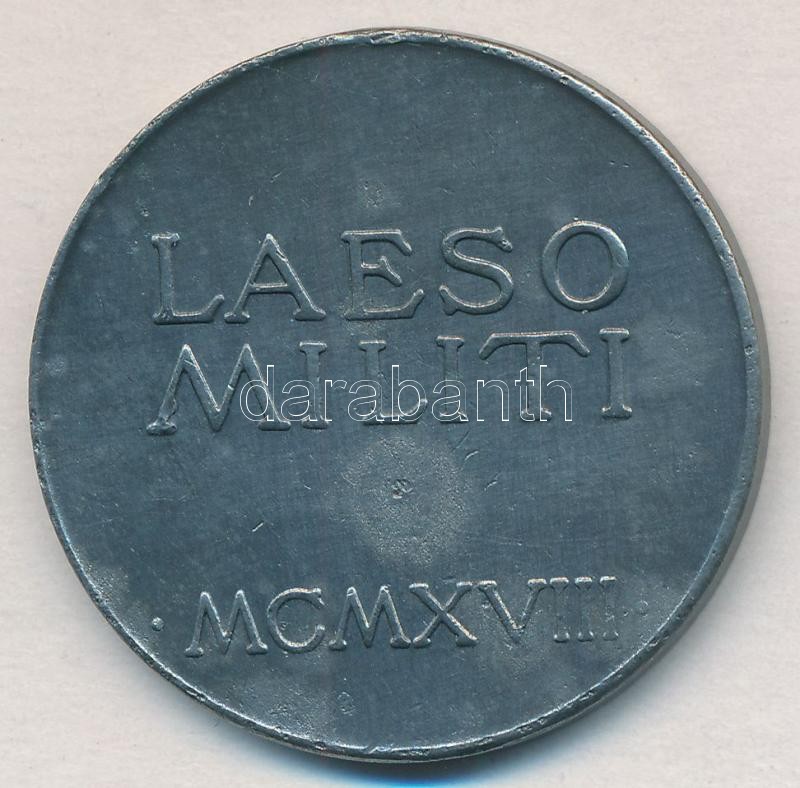 LAESO
MILITI
darabanth
· MCMXVIII ·